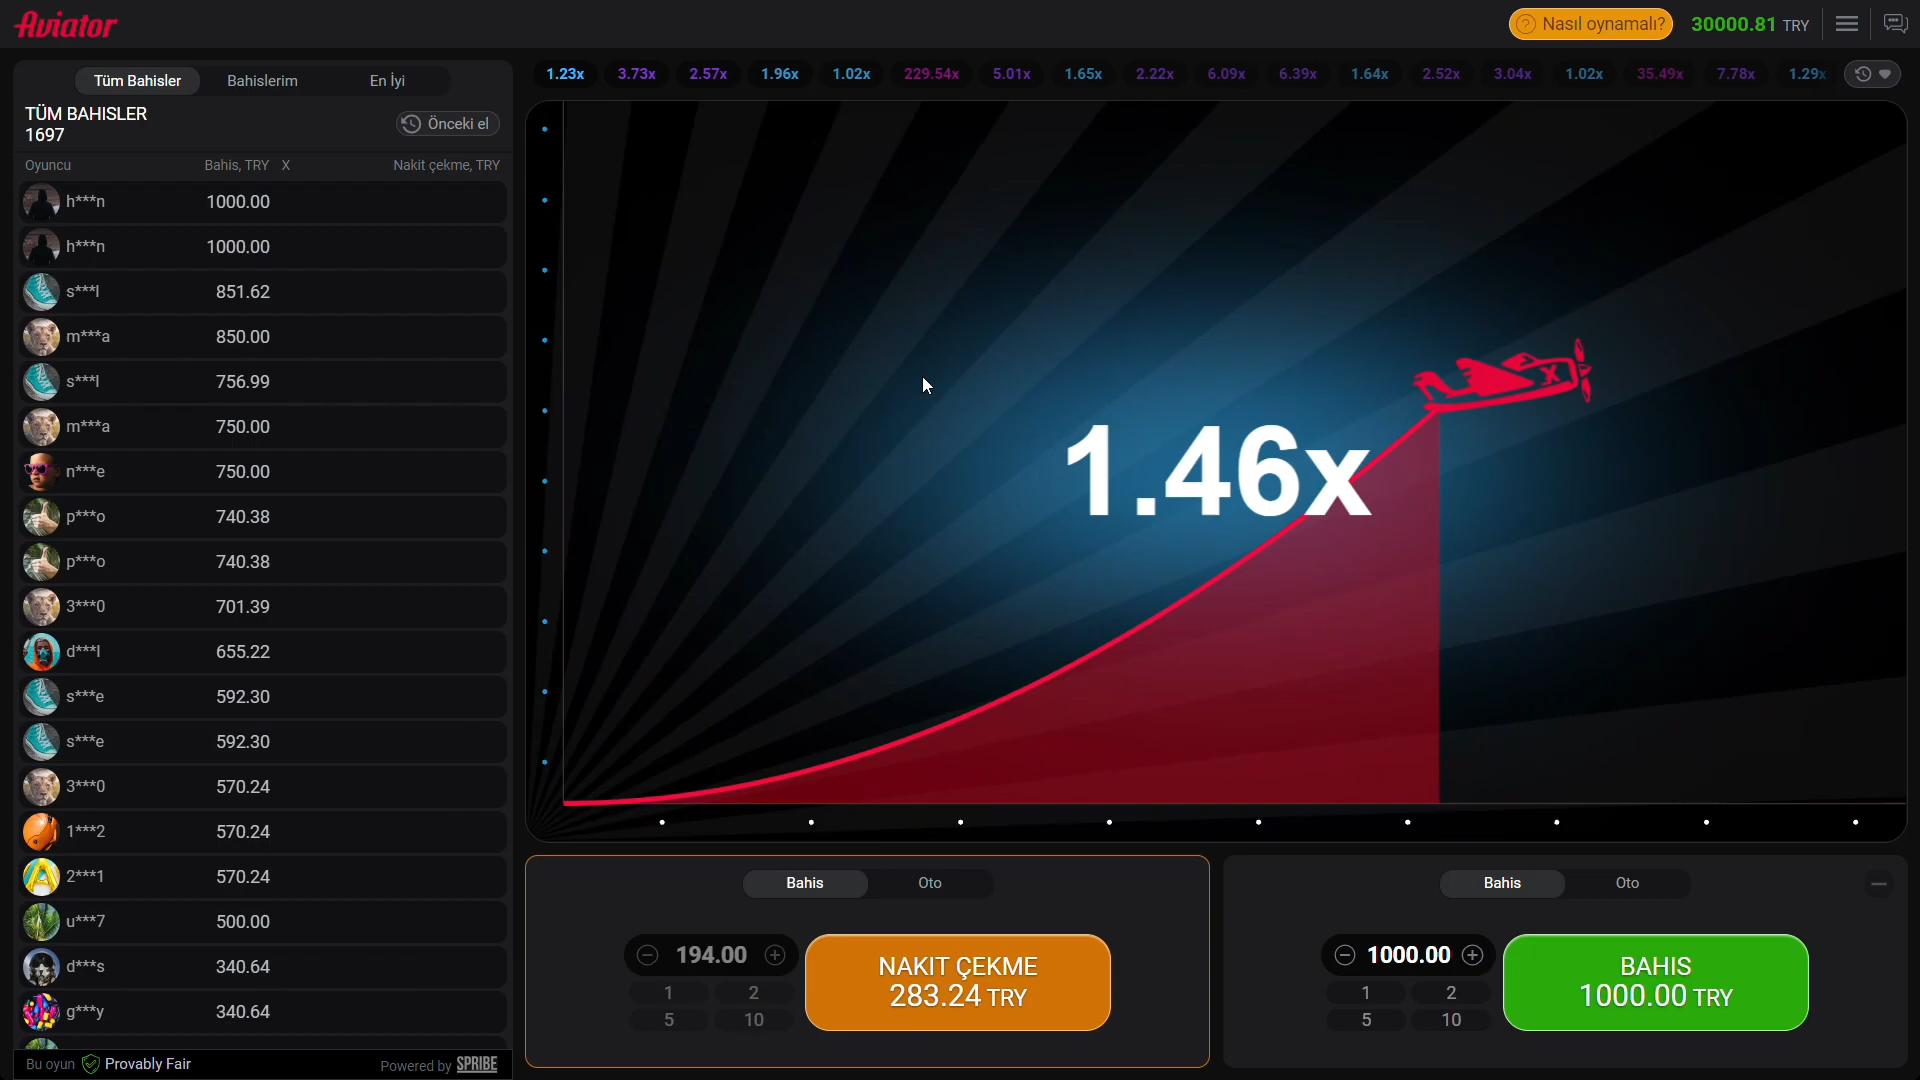 Aviator
Nasıl oynamalı?
30000.81 TRY
Tüm Bahisler
Bahislerim
En İyi
1.23x 3.73x 2.57x 1.96x 1.02x 229.54x 5.01x 1.65x 2.22x 6.09x 6.39x 1.64x 2.52x 3.04x 1.02x 35.49x 7.78x 1.29x
TÜM BAHISLER
1697
Önceki el
Oyuncu Bahis, TRY X Nakit çekme, TRY
h***n 1000.00
h***n 1000.00
s***l 851.62
m***a 850.00
s***l 756.99
m***a 750.00
n***e 750.00
p***o 740.38
p***o 740.38
3***0 701.39
d***l 655.22
s***e 592.30
s***e 592.30
3***0 570.24
1***2 570.24
2***1 570.24
u***7 500.00
d***s 340.64
g***y 340.64
Bu oyun Provably Fair
Powered by SPRIBE
X
1.46x
Bahis Oto
194.00
1 2
5 10
NAKIT ÇEKME
283.24 TRY
Bahis Oto
1000.00
1 2
5 10
BAHIS
1000.00 TRY